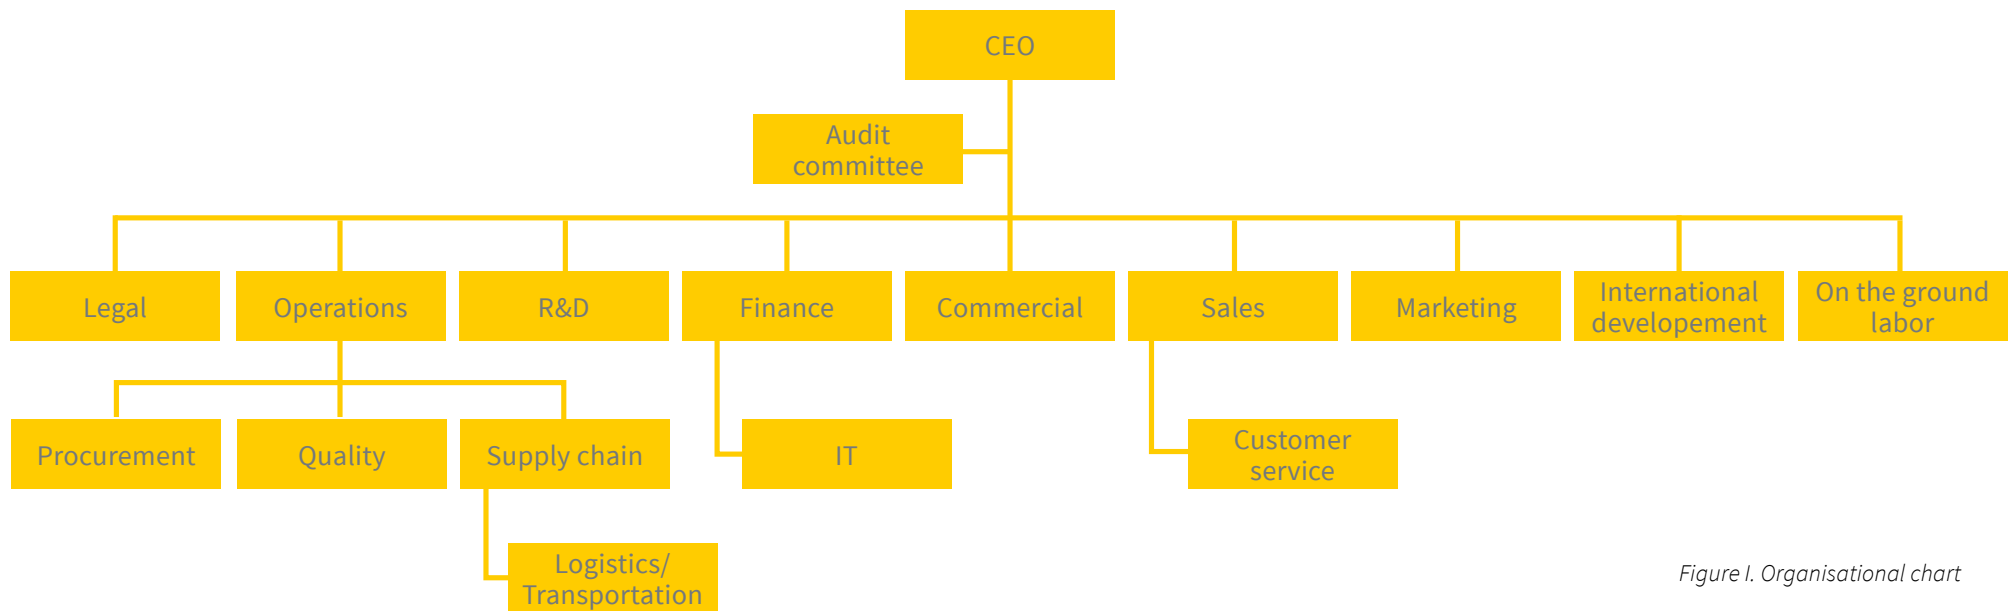 CEO
Audit
committee
Legal
Operations
R&D
Finance
Commercial
Sales
Marketing
International
developement
On the ground
labor
Procurement
Quality
Supply chain
IT
Customer
service
Logistics/
Transportation
Figure I. Organisational chart